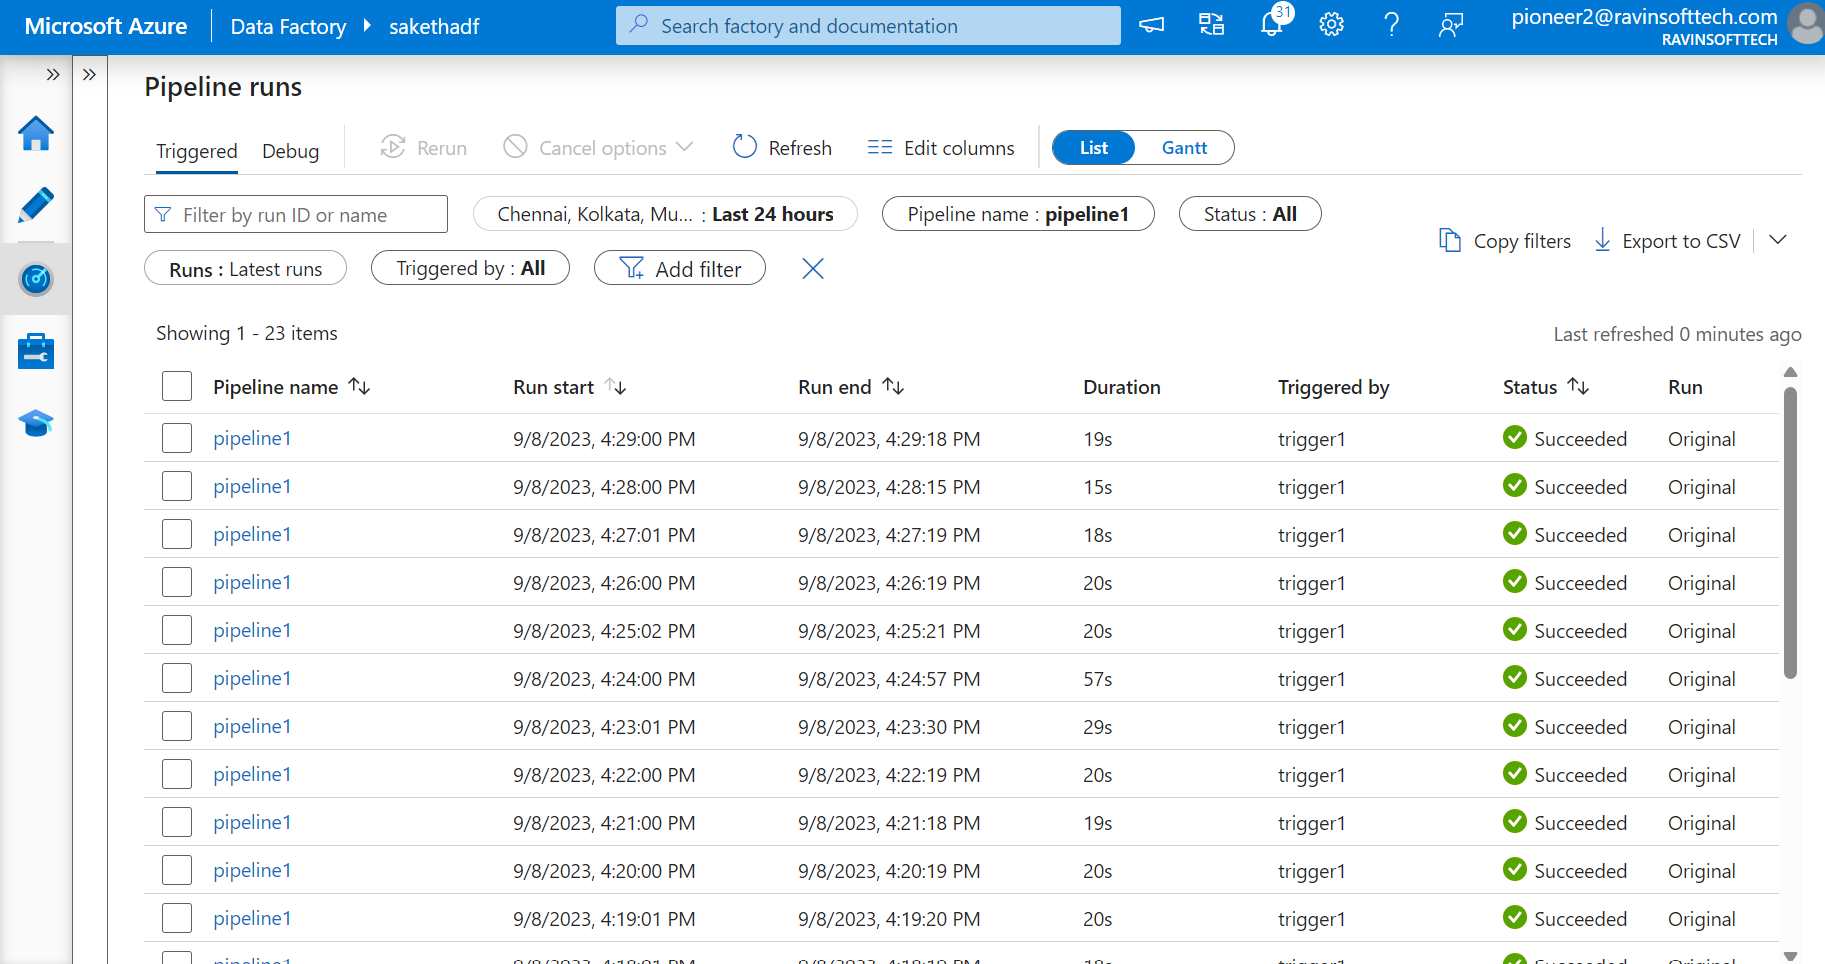 Microsoft Azure Data Factory sakethadf Search factory and documentation 31 pioneer2@ravinsofttech.com
RAVINSOFTTECH
Pipeline runs
Triggered Debug Rerun Cancel options Refresh Edit columns List Gantt
Filter by run ID or name Chennai, Kolkata, Mu... : Last 24 hours Pipeline name : pipeline1 Status : All
Copy filters Export to CSV
Runs : Latest runs Triggered by : All Add filter
Showing 1 - 23 items Last refreshed 0 minutes ago
Pipeline name Run start Run end Duration Triggered by Status Run
pipeline1 9/8/2023, 4:29:00 PM 9/8/2023, 4:29:18 PM 19s trigger1 Succeeded Original
pipeline1 9/8/2023, 4:28:00 PM 9/8/2023, 4:28:15 PM 15s trigger1 Succeeded Original
pipeline1 9/8/2023, 4:27:01 PM 9/8/2023, 4:27:19 PM 18s trigger1 Succeeded Original
pipeline1 9/8/2023, 4:26:00 PM 9/8/2023, 4:26:19 PM 20s trigger1 Succeeded Original
pipeline1 9/8/2023, 4:25:02 PM 9/8/2023, 4:25:21 PM 20s trigger1 Succeeded Original
pipeline1 9/8/2023, 4:24:00 PM 9/8/2023, 4:24:57 PM 57s trigger1 Succeeded Original
pipeline1 9/8/2023, 4:23:01 PM 9/8/2023, 4:23:30 PM 29s trigger1 Succeeded Original
pipeline1 9/8/2023, 4:22:00 PM 9/8/2023, 4:22:19 PM 20s trigger1 Succeeded Original
pipeline1 9/8/2023, 4:21:00 PM 9/8/2023, 4:21:18 PM 19s trigger1 Succeeded Original
pipeline1 9/8/2023, 4:20:00 PM 9/8/2023, 4:20:19 PM 20s trigger1 Succeeded Original
pipeline1 9/8/2023, 4:19:01 PM 9/8/2023, 4:19:20 PM 20s trigger1 Succeeded Original